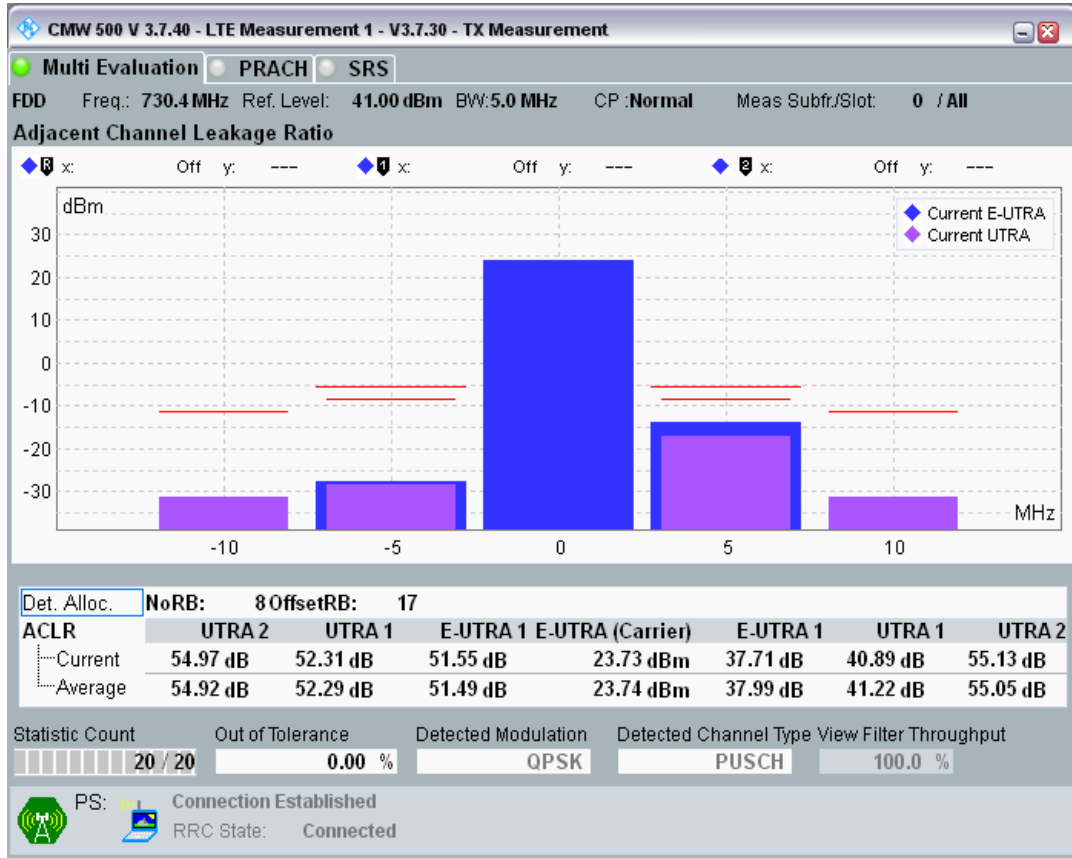 CMW 500 V 3.7.40 - LTE Measurement 1 - V3.7.30 - TX Measurement
Multi Evaluation PRACH SRS
FDD Freq.: 730.4 MHz Ref. Level: 41.00 dBm BW:5.0 MHz CP :Normal Meas Subfr./Slot: 0 / All
Adjacent Channel Leakage Ratio
R x: Off y: --- 1 x: Off y: --- 2 x: Off y: ---
dBm
Current E-UTRA
Current UTRA
30
20
10
0
-10
-20
-30
MHz
-10 -5 0 5 10
Det. Alloc. NoRB: 8 OffsetRB: 17
ACLR UTRA 2 UTRA 1 E-UTRA 1 E-UTRA (Carrier) E-UTRA 1 UTRA 1 UTRA 2
Current 54.97 dB 52.31 dB 51.55 dB 23.73 dBm 37.71 dB 40.89 dB 55.13 dB
Average 54.92 dB 52.29 dB 51.49 dB 23.74 dBm 37.99 dB 41.22 dB 55.05 dB
Statistic Count Out of Tolerance Detected Modulation Detected Channel Type View Filter Throughput
20 / 20 0.00 % QPSK PUSCH 100.0 %
PS: Connection Established
RRC State: Connected